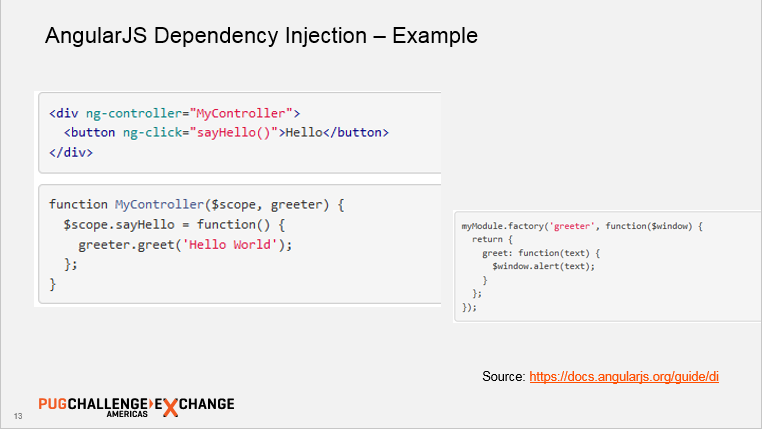 AngularJS Dependency Injection – Example
<div ng-controller="MyController">
  <button ng-click="sayHello()">Hello</button>
</div>
function MyController($scope, greeter) {
  $scope.sayHello = function() {
    greeter.greet('Hello World');
  };
}
myModule.factory('greeter', function($window) {
  return {
    greet: function(text) {
      $window.alert(text);
    }
  };
});
Source: https://docs.angularjs.org/guide/di
13
PUGCHALLENGE EXCHANGE
AMERICAS